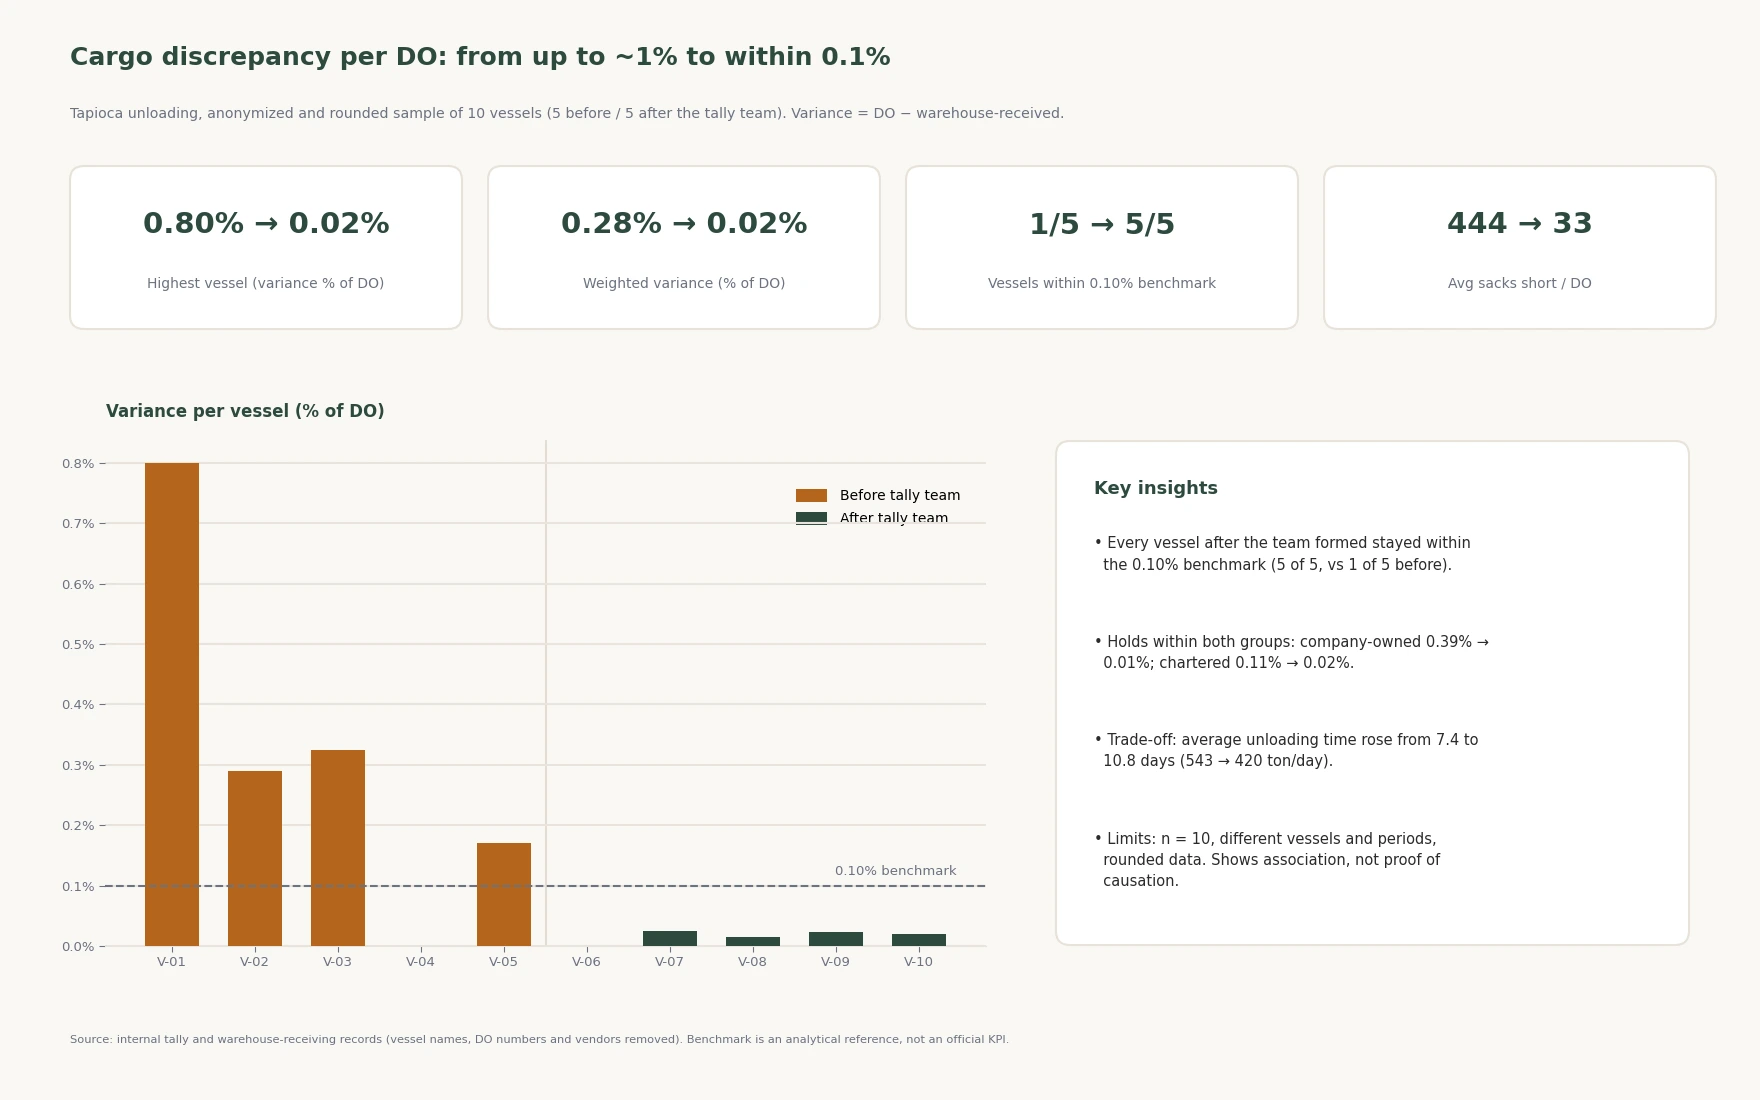 Cargo discrepancy per DO: from up to ~1% to within 0.1%
Tapioca unloading, anonymized and rounded sample of 10 vessels (5 before / 5 after the tally team). Variance = DO − warehouse-received.
0.80% → 0.02%
Highest vessel (variance % of DO)
0.28% → 0.02%
Weighted variance (% of DO)
1/5 → 5/5
Vessels within 0.10% benchmark
444 → 33
Avg sacks short / DO
Variance per vessel (% of DO)
0.8%
0.7%
0.6%
0.5%
0.4%
0.3%
0.2%
0.1%
0.0%
Before tally team
After tally team
0.10% benchmark
V-01 V-02 V-03 V-04 V-05 V-06 V-07 V-08 V-09 V-10
Key insights
• Every vessel after the team formed stayed within
the 0.10% benchmark (5 of 5, vs 1 of 5 before).
• Holds within both groups: company-owned 0.39% →
0.01%; chartered 0.11% → 0.02%.
• Trade-off: average unloading time rose from 7.4 to
10.8 days (543 → 420 ton/day).
• Limits: n = 10, different vessels and periods,
rounded data. Shows association, not proof of
causation.
Source: internal tally and warehouse-receiving records (vessel names, DO numbers and vendors removed). Benchmark is an analytical reference, not an official KPI.